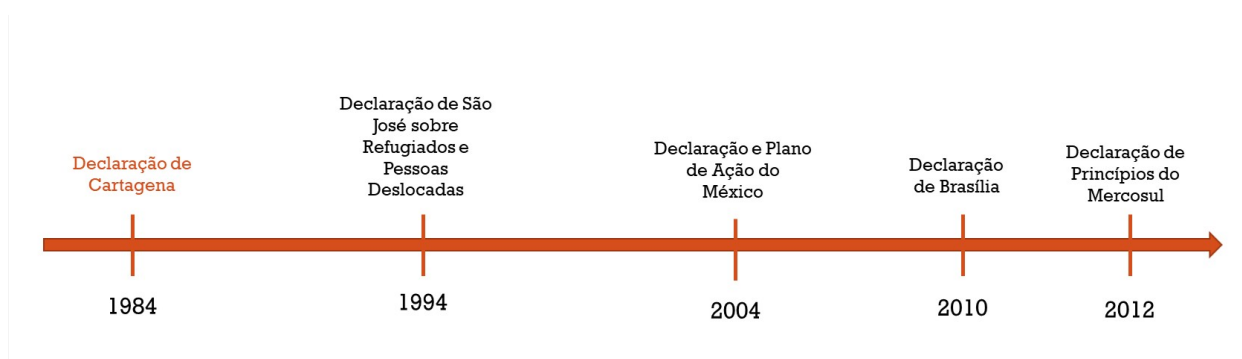 Declaração de
Cartagena
Declaração de São
José sobre
Refugiados e
Pessoas
Deslocadas
Declaração e Plano
de Ação do
México
Declaração
de Brasília
Declaração de
Princípios do
Mercosul
1984
1994
2004
2010
2012